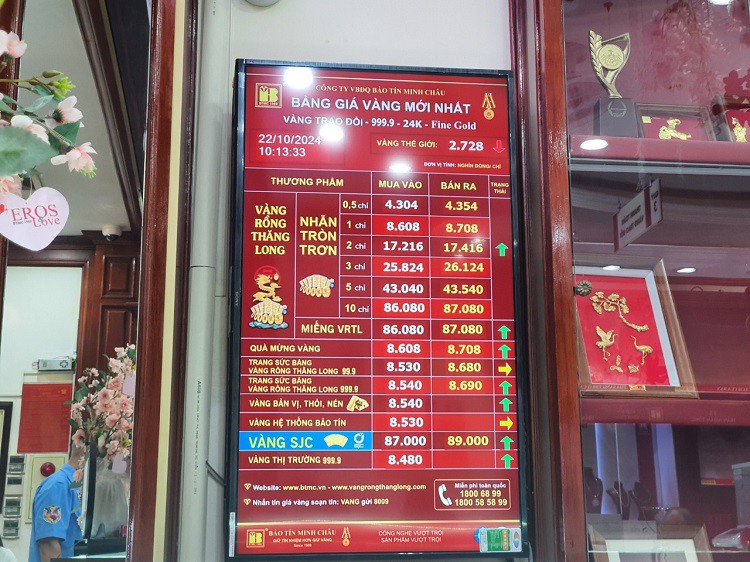 CÔNG TY VBĐQ BẢO TÍN MINH CHÂU
BẢNG GIÁ VÀNG MỚI NHẤT
VÀNG TRAO ĐỔI - 999.9 - 24K - Fine Gold
22/10/2024
10:13:33
VÀNG THẾ GIỚI: 2.728
ĐƠN VỊ TÍNH: NGHÌN ĐỒNG/ CHỈ
THƯƠNG PHẨM MUA VÀO BÁN RA TRẠNG THÁI
VÀNG RỒNG THĂNG LONG
NHẪN TRÒN TRƠN
0,5 chỉ 4.304 4.354
1 chỉ 8.608 8.708
2 chỉ 17.216 17.416
3 chỉ 25.824 26.124
5 chỉ 43.040 43.540
10 chỉ 86.080 87.080
MIẾNG VRTL 86.080 87.080
QUÀ MỪNG VÀNG 8.608 8.708
TRANG SỨC BẰNG
VÀNG RỒNG THĂNG LONG 99.9 8.530 8.680
TRANG SỨC BẰNG
VÀNG RỒNG THĂNG LONG 999.9 8.540 8.690
VÀNG BẢN VỊ, THỎI, NÉN 8.540
VÀNG HỆ THỐNG BẢO TÍN 8.530
VÀNG SJC 87.000 89.000
VÀNG THỊ TRƯỜNG 999.9 8.480
Website: www.btmc.vn - www.vangrongthanglong.com
Nhắn tin giá vàng soạn tin: VANG gửi 8009
Miễn phí toàn quốc
1800 68 99
1800 58 58 99
BẢO TÍN MINH CHÂU
GIỮ TÍN NHIỆM HƠN GIỮ VÀNG
Since 1989
CÔNG NGHỆ VƯỢT TRỘI
SẢN PHẨM VƯỢT TRỘI
EROS
Love